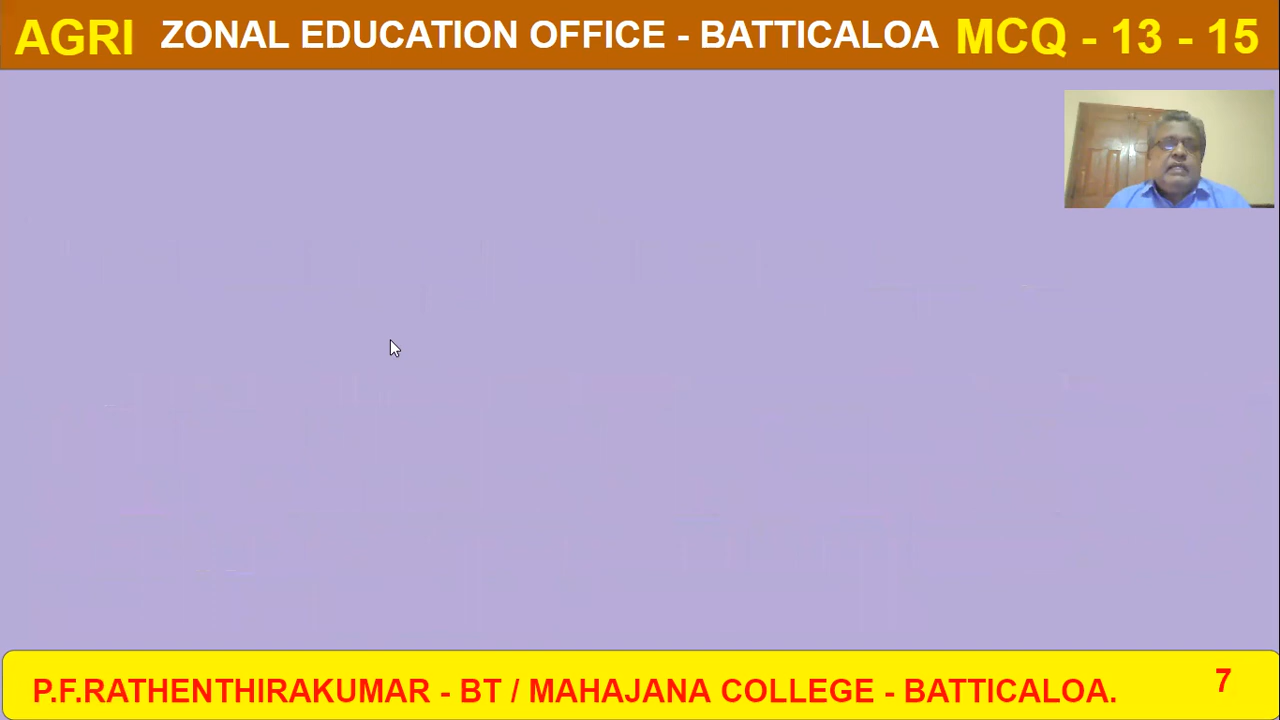 AGRI ZONAL EDUCATION OFFICE - BATTICALOA MCQ - 13 - 15
P.F.RATHENTHIRAKUMAR - BT / MAHAJANA COLLEGE - BATTICALOA. 7